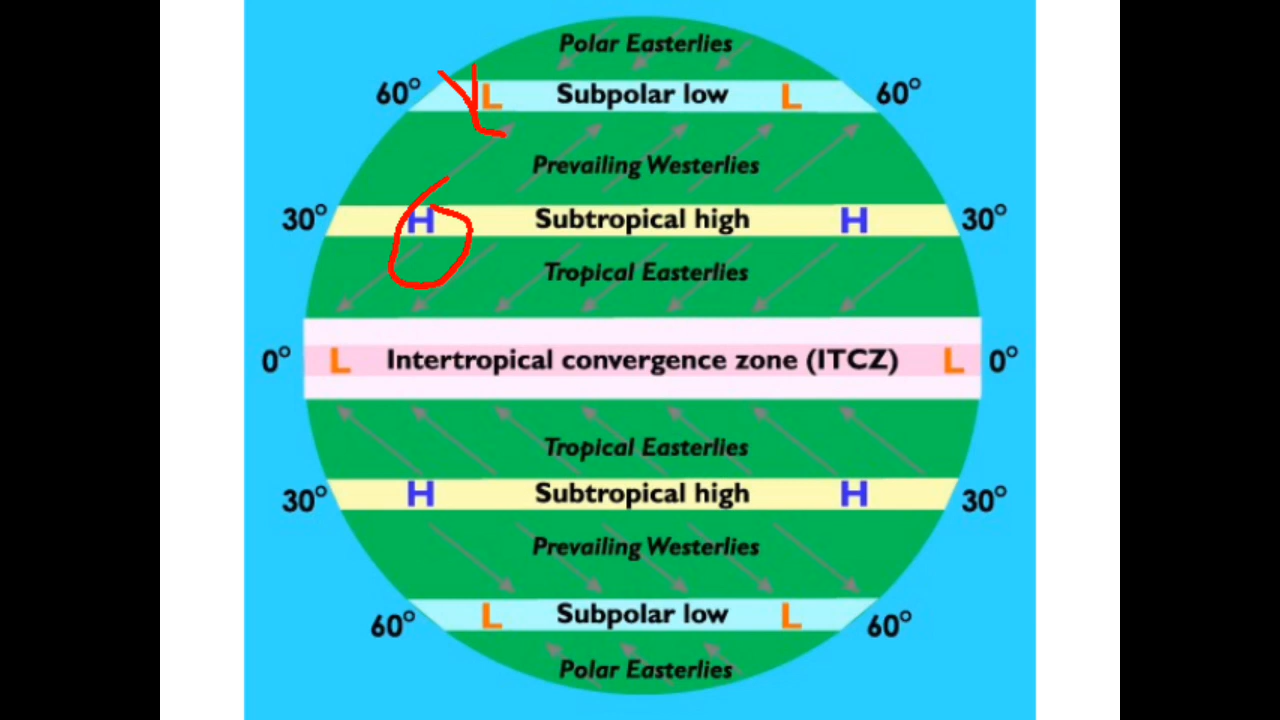 Polar Easterlies
60° L Subpolar low L 60°
Prevailing Westerlies
30° H Subtropical high H 30°
Tropical Easterlies
0° L Intertropical convergence zone (ITCZ) L 0°
Tropical Easterlies
30° H Subtropical high H 30°
Prevailing Westerlies
60° L Subpolar low L 60°
Polar Easterlies